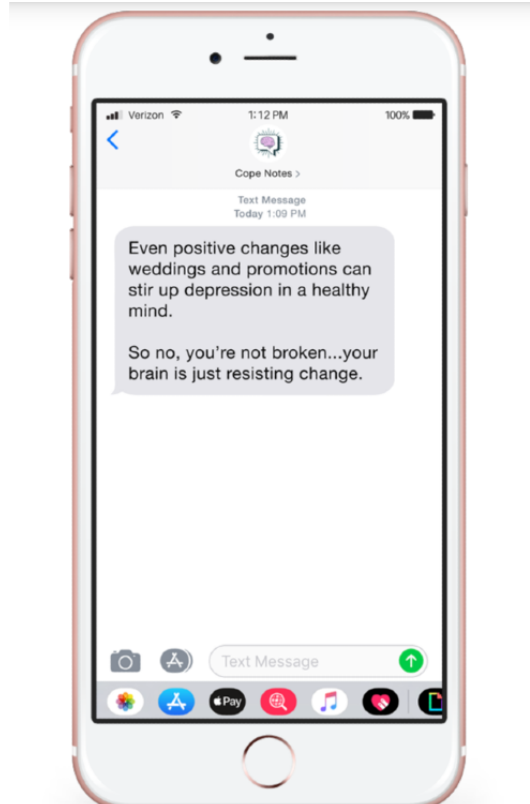 Verizon 1:12 PM 100%
Cope Notes >
Text Message
Today 1:09 PM
Even positive changes like
weddings and promotions can
stir up depression in a healthy
mind.
So no, you're not broken...your
brain is just resisting change.
Text Message
Pay